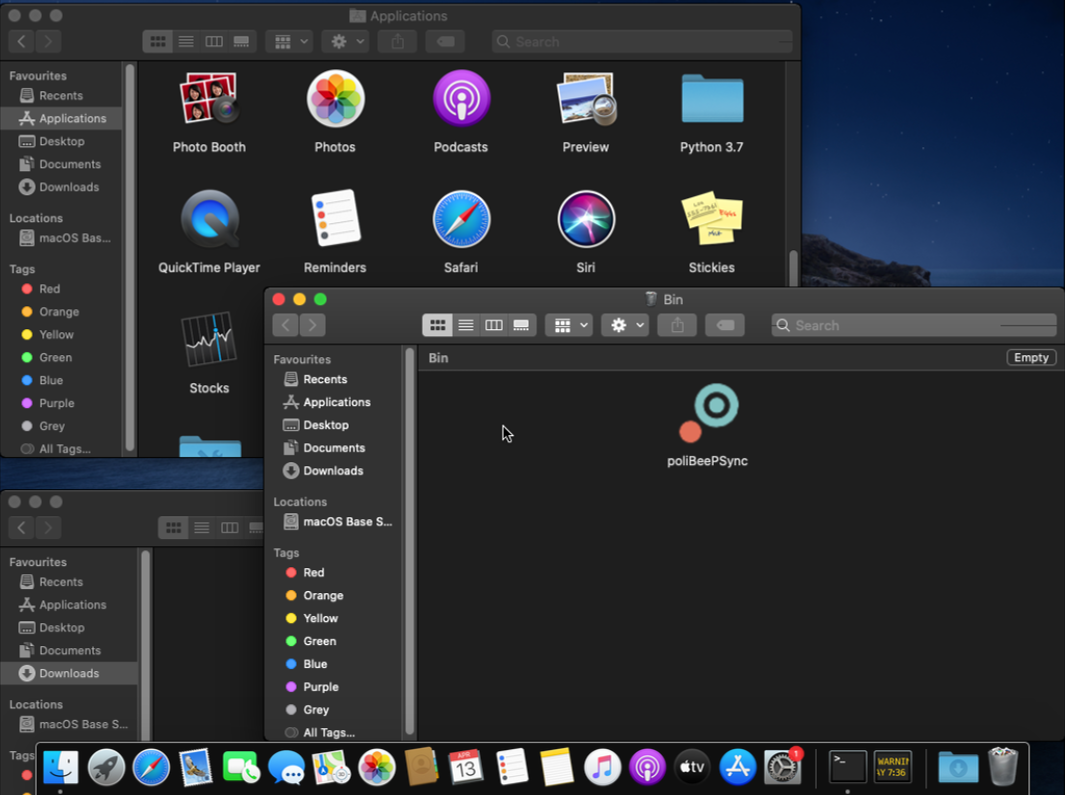 Applications
Search
Favourites
Recents
Applications
Desktop
Documents
Downloads
Locations
macOS Bas...
Tags
Red
Orange
Yellow
Green
Blue
Purple
Grey
All Tags...
Photo Booth
Photos
Podcasts
Preview
Python 3.7
QuickTime Player
Reminders
Safari
Siri
Stickies
Stocks
Bin
Search
Favourites
Recents
Applications
Desktop
Documents
Downloads
Locations
macOS Base S...
Tags
Red
Orange
Yellow
Green
Blue
Purple
Grey
All Tags...
Bin
Empty
poliBeePSync
Favourites
Recents
Applications
Desktop
Documents
Downloads
Locations
macOS Base S...
Tags
APR
13
tv
1
>_
WARNIN
AY 7:36